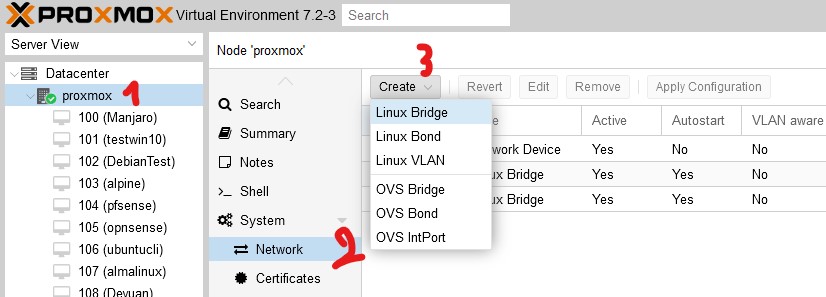 PROXMOX Virtual Environment 7.2-3 Search
Server View
Node 'proxmox'
Datacenter
proxmox
100 (Manjaro)
101 (testwin10)
102 (DebianTest)
103 (alpine)
104 (pfsense)
105 (opnsense)
106 (ubuntucli)
107 (almalinux)
108 (Devuan)
1
Search
Summary
Notes
Shell
System
Network
Certificates
2
3
Create Revert Edit Remove Apply Configuration
Linux Bridge
Linux Bond
Linux VLAN
OVS Bridge
OVS Bond
OVS IntPort
e Active Autostart VLAN aware
work Device Yes No No
ux Bridge Yes Yes No
ux Bridge Yes Yes No